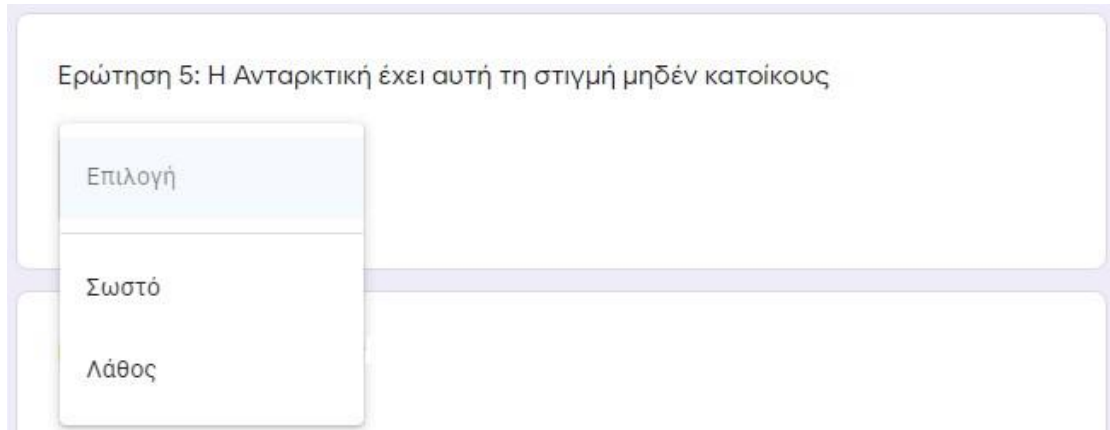 Ερώτηση 5: Η Ανταρκτική έχει αυτή τη στιγμή μηδέν κατοίκους
Επιλογή
Σωστό
Λάθος